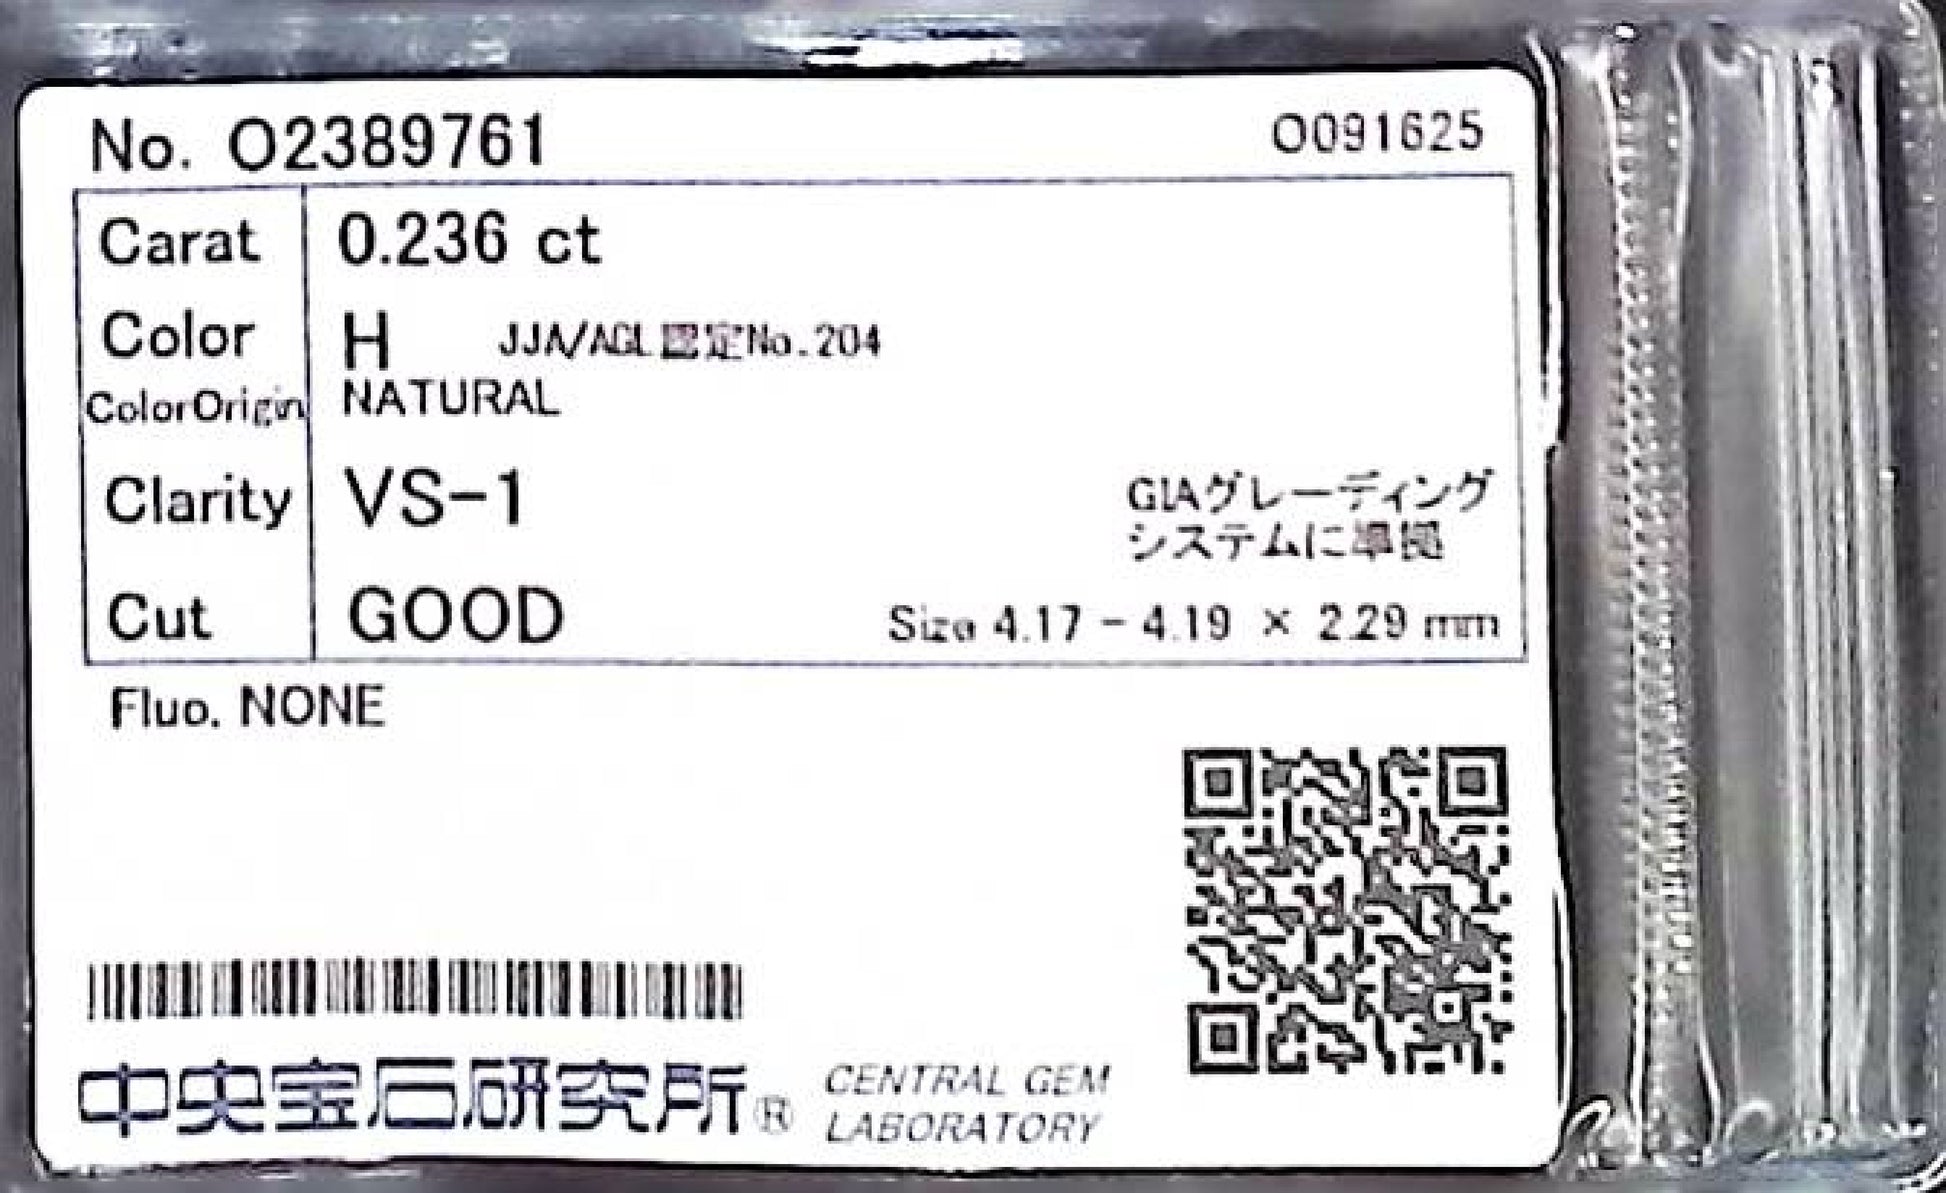 No. O2389761 O091625
Carat 0.236 ct
Color H JJA/AGL認定No.204
ColorOrigin NATURAL
Clarity VS-1
GIAグレーディング
システムに準拠
Cut GOOD Size 4.17 - 4.19 × 2.29 mm
Fluo. NONE
中央宝石研究所® CENTRAL GEM
LABORATORY